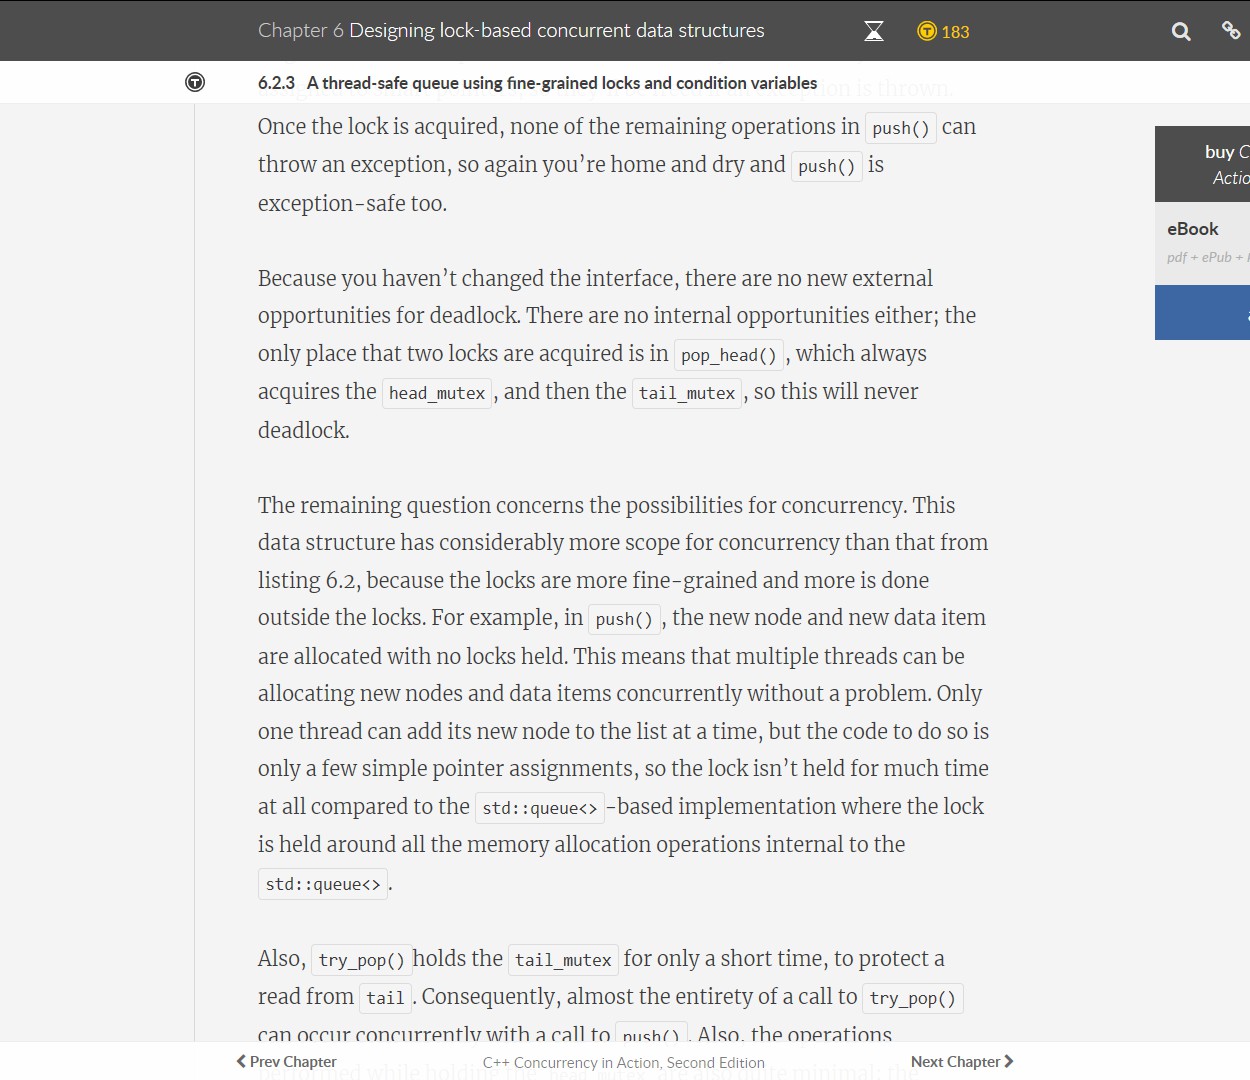 Chapter 6 Designing lock-based concurrent data structures
183
6.2.3 A thread-safe queue using fine-grained locks and condition variables
tion is thrown.
Once the lock is acquired, none of the remaining operations in push() can
throw an exception, so again you’re home and dry and push() is
exception-safe too.
Because you haven’t changed the interface, there are no new external
opportunities for deadlock. There are no internal opportunities either; the
only place that two locks are acquired is in pop_head() , which always
acquires the head_mutex , and then the tail_mutex , so this will never
deadlock.
The remaining question concerns the possibilities for concurrency. This
data structure has considerably more scope for concurrency than that from
listing 6.2, because the locks are more fine-grained and more is done
outside the locks. For example, in push() , the new node and new data item
are allocated with no locks held. This means that multiple threads can be
allocating new nodes and data items concurrently without a problem. Only
one thread can add its new node to the list at a time, but the code to do so is
only a few simple pointer assignments, so the lock isn’t held for much time
at all compared to the std::queue<> -based implementation where the lock
is held around all the memory allocation operations internal to the
std::queue<> .
Also, try_pop() holds the tail_mutex for only a short time, to protect a
read from tail . Consequently, almost the entirety of a call to try_pop()
can occur concurrently with a call to push() . Also, the operations
performed while holding the head_mutex are also quite minimal; the
buy C
Actio
eBook
pdf + ePub +
Prev Chapter
C++ Concurrency in Action, Second Edition
Next Chapter